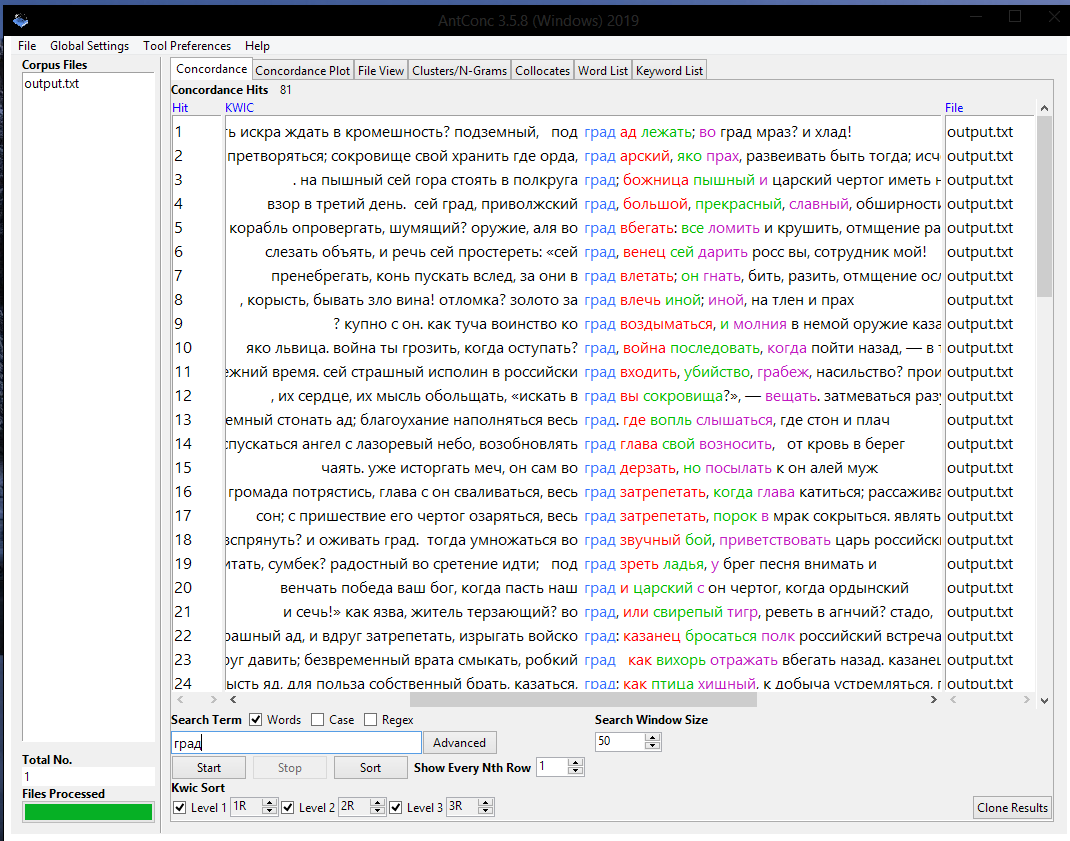 AntConc 3.5.8 (Windows) 2019
File Global Settings Tool Preferences Help
Corpus Files
output.txt
Concordance Concordance Plot File View Clusters/N-Grams Collocates Word List Keyword List
Concordance Hits 81
Hit KWIC File
1 ь искра ждать в кромешность? подземный, под град ад лежать; во град мраз? и хлад! output.txt
2 претворяться; сокровище свой хранить где орда, град арский, яко прах, развеивать быть тогда; исч output.txt
3 . на пышный сей гора стоять в полкруга град; божница пышный и царский чертог иметь н output.txt
4 взор в третий день. сей град, приволжский град, большой, прекрасный, славный, обширности output.txt
5 корабль опровергать, шумящий? оружие, аля во град вбегать: все ломить и крушить, отмщение ра output.txt
6 слезать объять, и речь сей простереть: «сей град, венец сей дарить росс вы, сотрудник мой! output.txt
7 пренебрегать, конь пускать вслед, за они в град влетать; он гнать, бить, разить, отмщение осл output.txt
8 , корысть, бывать зло вина! отломка? золото за град влечь иной; иной, на тлен и прах output.txt
9 ? купно с он. как туча воинство ко град воздыматься, и молния в немой оружие каза output.txt
10 яко львица. война ты грозить, когда оступать? град, война последовать, когда пойти назад, — в т output.txt
11 ежний время. сей страшный исполин в российски град входить, убийство, грабеж, насильство? прои output.txt
12 , их сердце, их мысль обольщать, «искать в град вы сокровища?», — вещать. затмеваться разу output.txt
13 емный стонать ад; благоухание наполняться весь град. где вопль слышаться, где стон и плач output.txt
14 спускаться ангел с лазоревый небо, возобновлять град глава свой возносить, от кровь в берег output.txt
15 чаять. уже исторгать меч, он сам во град дерзать, но посылать к он алей муж output.txt
16 громада потрястись, глава с он сваливаться, весь град затрепетать, когда глава катиться; рассажива output.txt
17 сон; с пришествие его чертог озаряться, весь град затрепетать, порок в мрак сокрыться. являть output.txt
18 вспрянуть? и оживать град. тогда умножаться во град звучный бой, приветствовать царь российск output.txt
19 итать, сумбек? радостный во сретение идти; под град зреть ладья, у брег песня внимать и output.txt
20 венчать победа ваш бог, когда пасть наш град и царский с он чертог, когда ордынский output.txt
21 и сечь!» как язва, житель терзающий? во град, или свирепый тигр, реветь в агнчий? стадо, output.txt
22 рашный ад, и вдруг затрепетать, изрыгать войско град: казанец бросаться полк российский встреча output.txt
23 руг давить; безвременный врата смыкать, робкий град как вихорь отражать вбегать назад. казанец output.txt
24 ысть яд, для польза собственный брать, казаться, град: как птица хищный, к добыча устремляться, output.txt
Search Term Words Case Regex Search Window Size
град Advanced 50
Start Stop Sort Show Every Nth Row 1
Kwic Sort
Level 1 1R Level 2 2R Level 3 3R Clone Results
Total No.
1
Files Processed